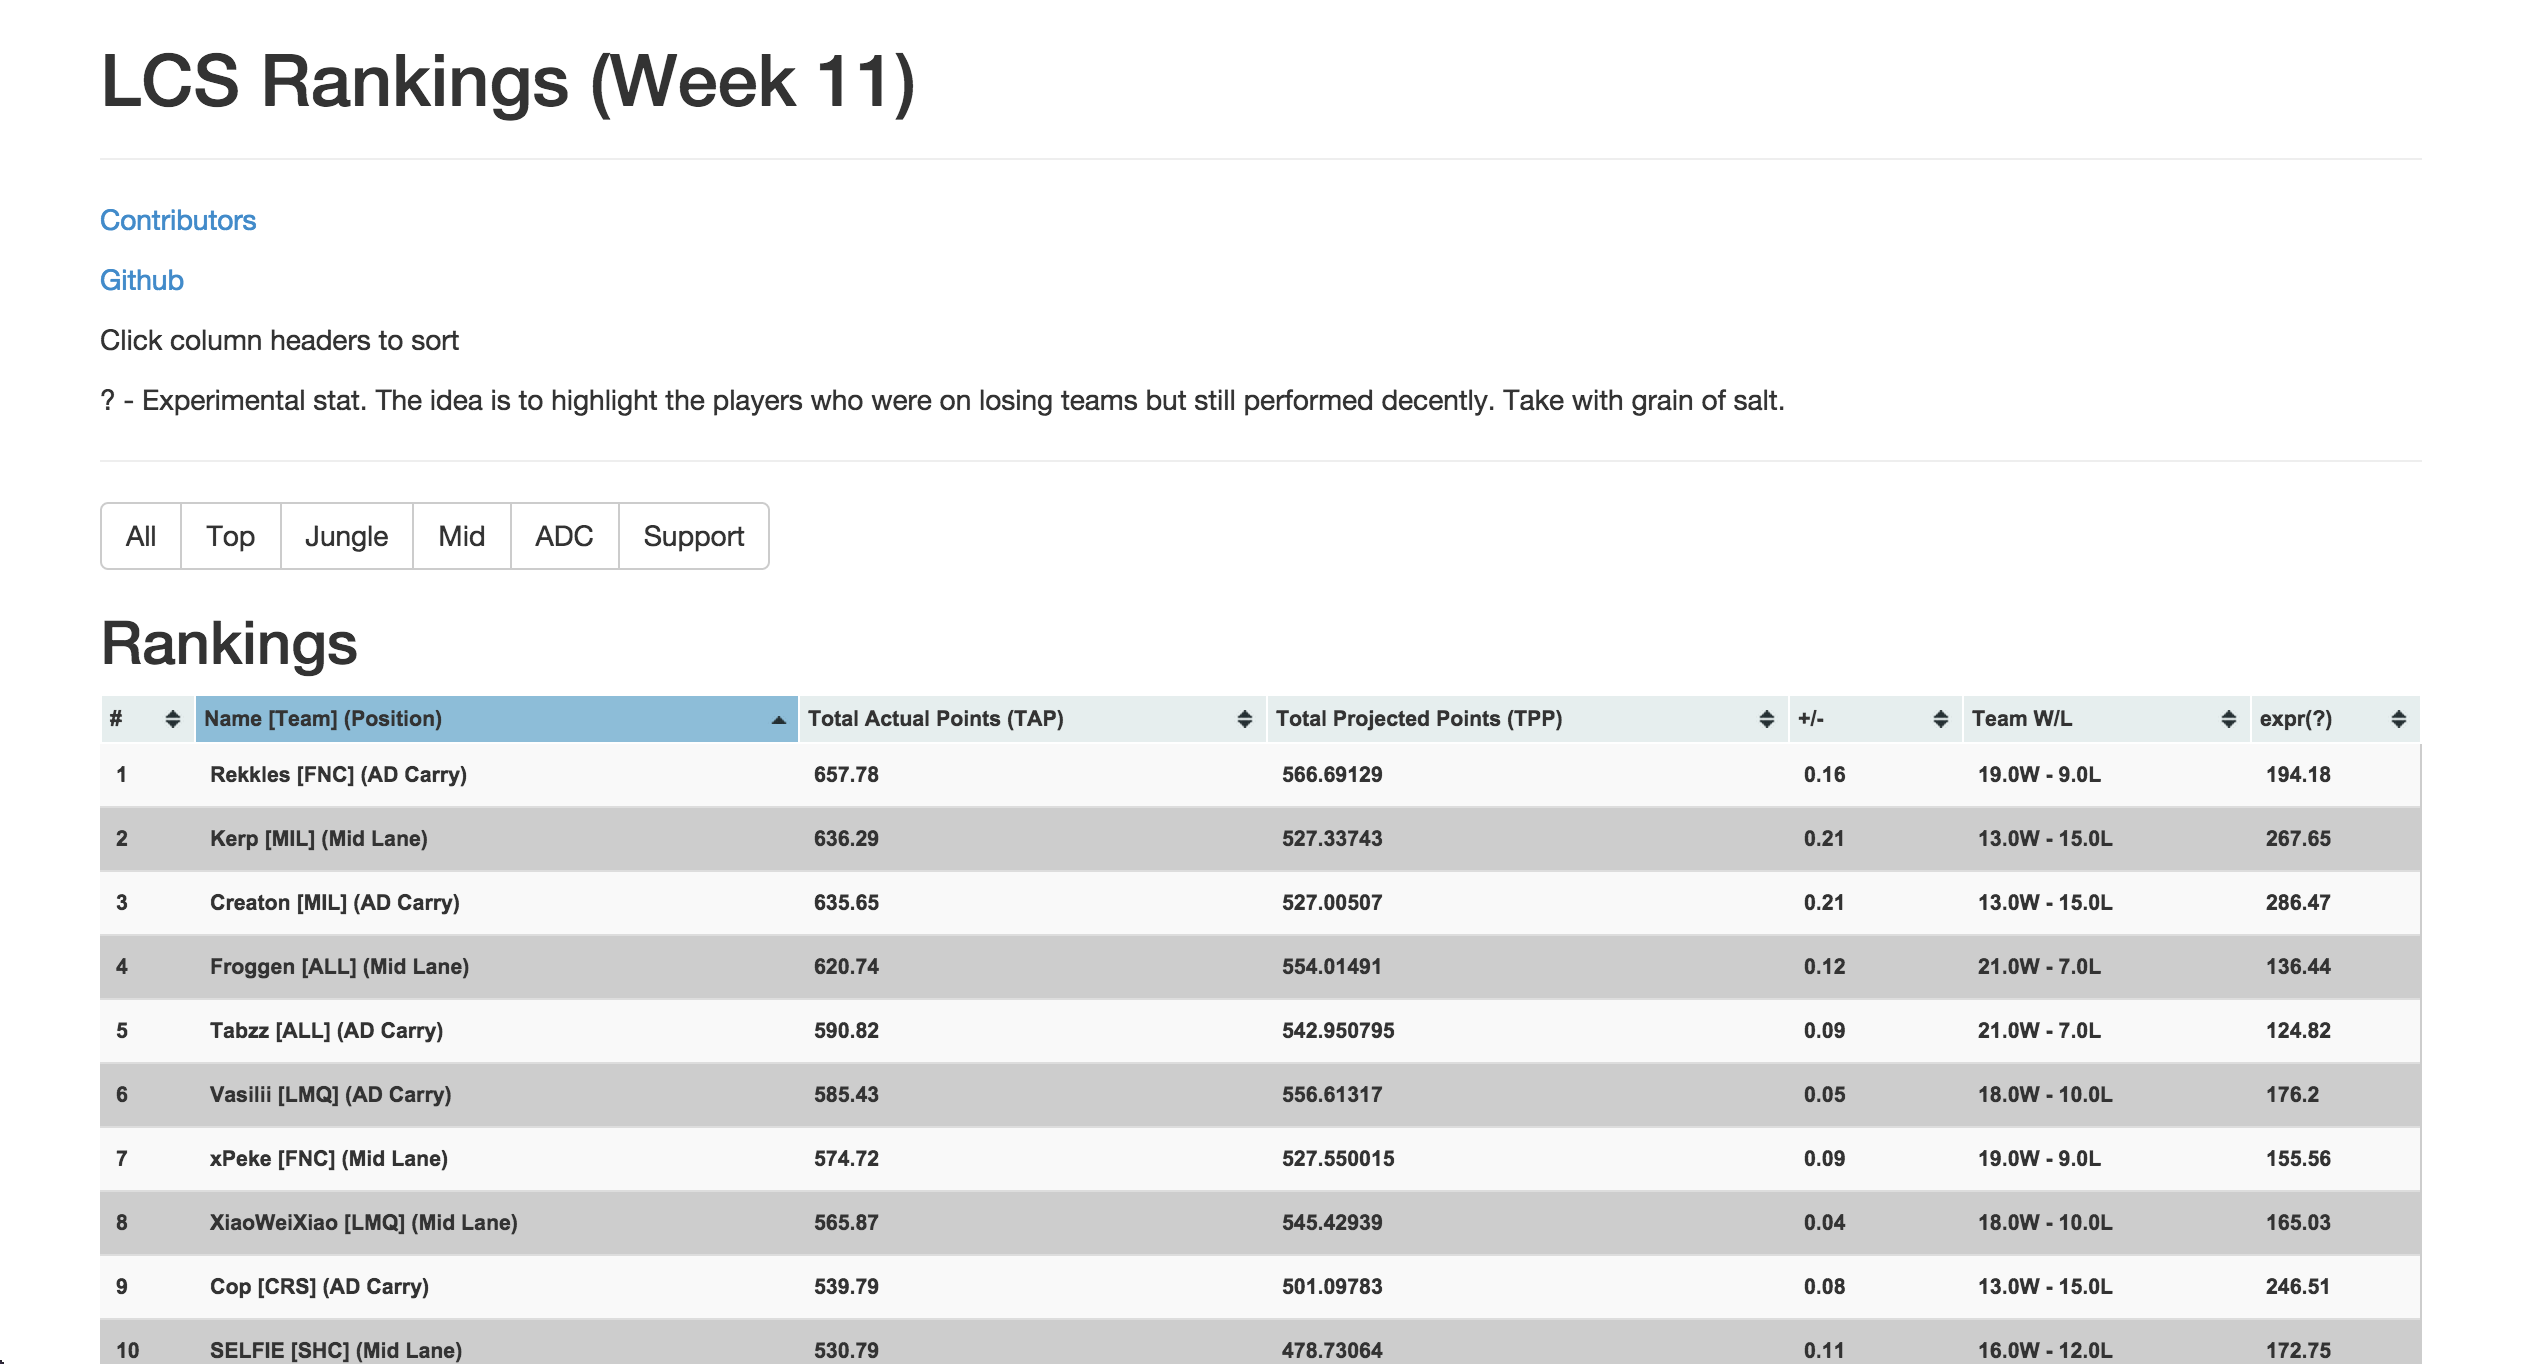 LCS Rankings (Week 11)
Contributors
Github
Click column headers to sort
? - Experimental stat. The idea is to highlight the players who were on losing teams but still performed decently. Take with grain of salt.
All Top Jungle Mid ADC Support
Rankings
# Name [Team] (Position) Total Actual Points (TAP) Total Projected Points (TPP) +/- Team W/L expr(?)
1 Rekkles [FNC] (AD Carry) 657.78 566.69129 0.16 19.0W - 9.0L 194.18
2 Kerp [MIL] (Mid Lane) 636.29 527.33743 0.21 13.0W - 15.0L 267.65
3 Creaton [MIL] (AD Carry) 635.65 527.00507 0.21 13.0W - 15.0L 286.47
4 Froggen [ALL] (Mid Lane) 620.74 554.01491 0.12 21.0W - 7.0L 136.44
5 Tabzz [ALL] (AD Carry) 590.82 542.950795 0.09 21.0W - 7.0L 124.82
6 Vasilii [LMQ] (AD Carry) 585.43 556.61317 0.05 18.0W - 10.0L 176.2
7 xPeke [FNC] (Mid Lane) 574.72 527.550015 0.09 19.0W - 9.0L 155.56
8 XiaoWeiXiao [LMQ] (Mid Lane) 565.87 545.42939 0.04 18.0W - 10.0L 165.03
9 Cop [CRS] (AD Carry) 539.79 501.09783 0.08 13.0W - 15.0L 246.51
10 SELFIE [SHC] (Mid Lane) 530.79 478.73064 0.11 16.0W - 12.0L 172.75